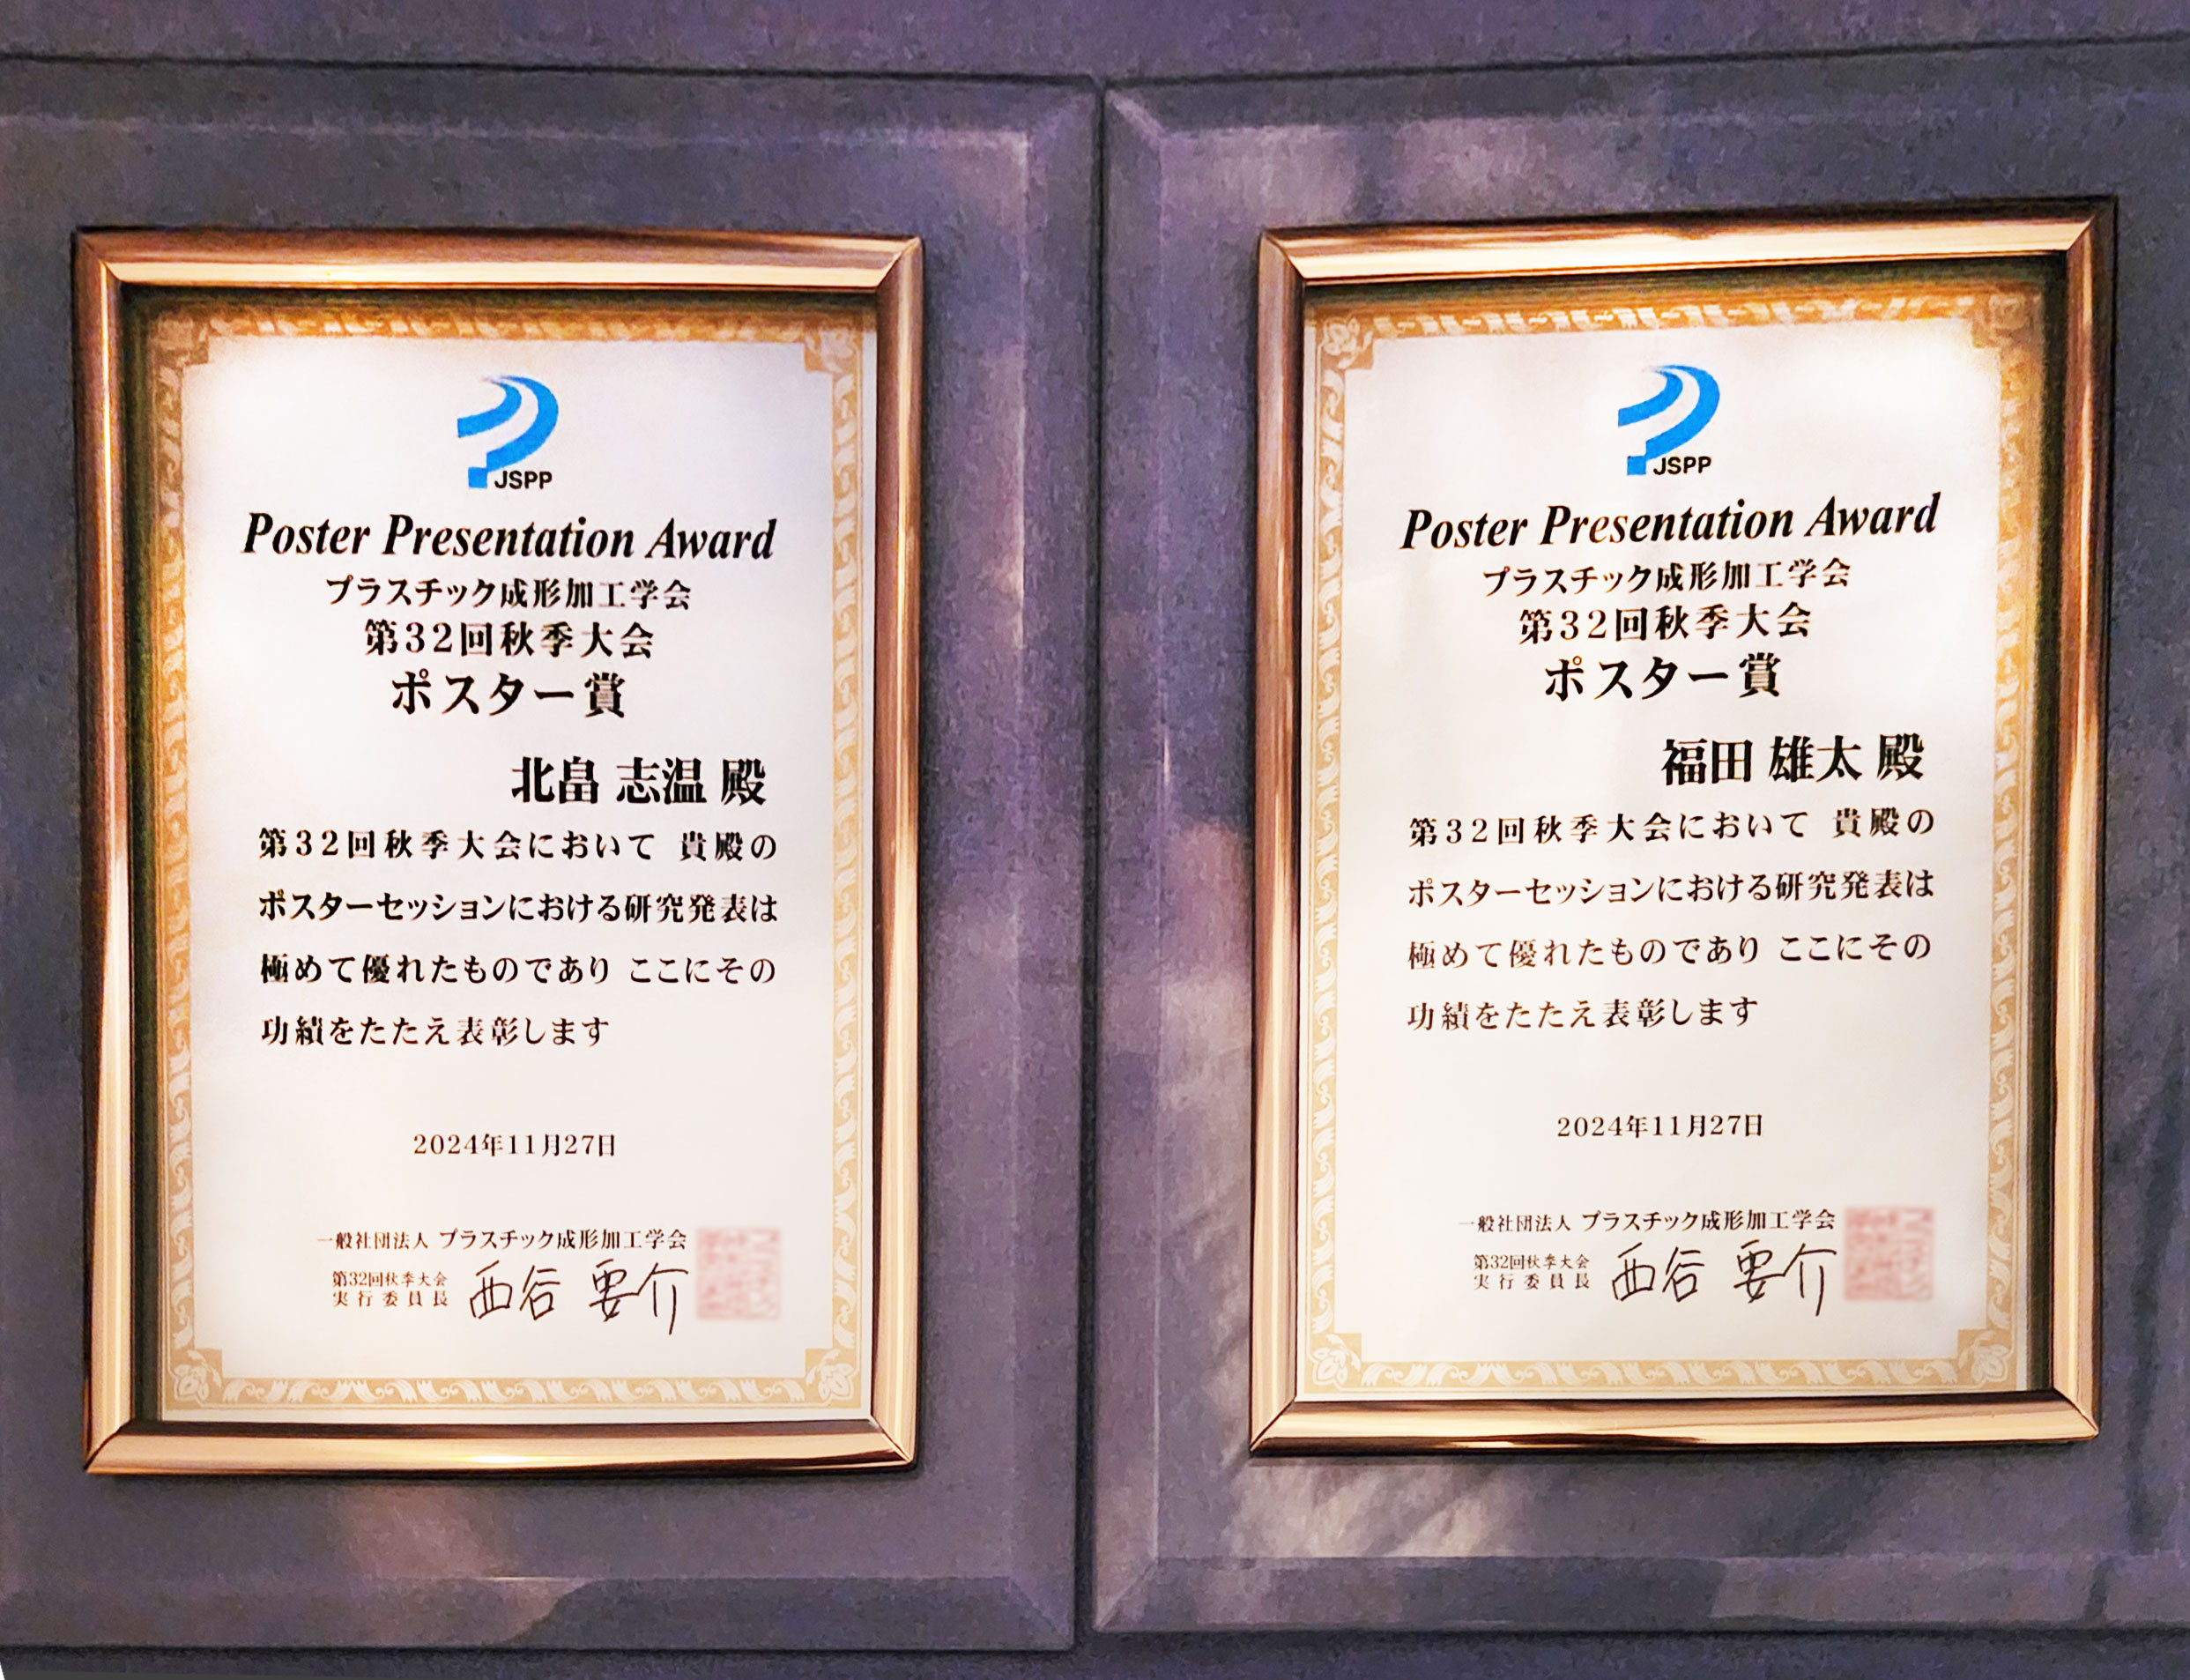 JSPP
Poster Presentation Award
プラスチック成形加工学会
第32回秋季大会
ポスター賞
北畠 志温 殿
第32回秋季大会において 貴殿の
ポスターセッションにおける研究発表は
極めて優れたものであり ここにその
功績をたたえ表彰します
2024年11月27日
一般社団法人 プラスチック成形加工学会
第32回秋季大会
実行委員長 西谷 要介
JSPP
Poster Presentation Award
プラスチック成形加工学会
第32回秋季大会
ポスター賞
福田 雄太 殿
第32回秋季大会において 貴殿の
ポスターセッションにおける研究発表は
極めて優れたものであり ここにその
功績をたたえ表彰します
2024年11月27日
一般社団法人 プラスチック成形加工学会
第32回秋季大会
実行委員長 西谷 要介